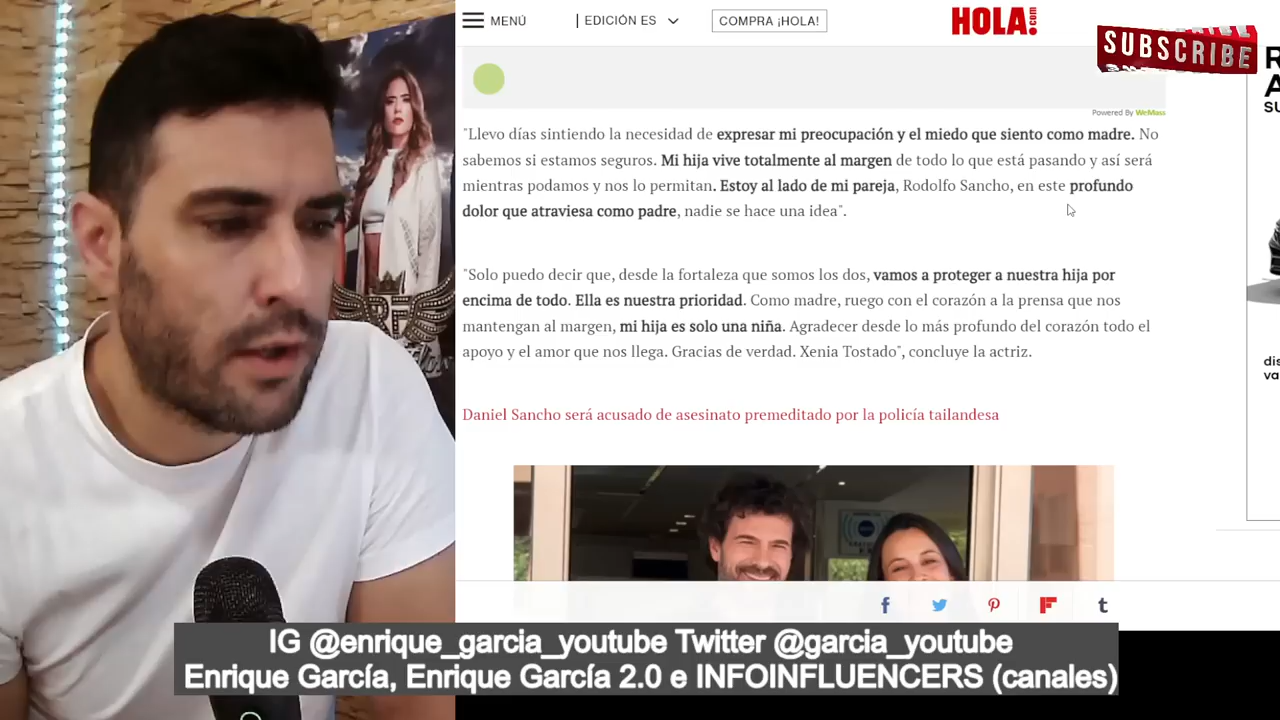 MENÚ
EDICIÓN ES
COMPRA ¡HOLA!
¡HOLA!.com
SUBSCRIBE
Powered By WeMass
"Llevo días sintiendo la necesidad de expresar mi preocupación y el miedo que siento como madre. No
sabemos si estamos seguros. Mi hija vive totalmente al margen de todo lo que está pasando y así será
mientras podamos y nos lo permitan. Estoy al lado de mi pareja, Rodolfo Sancho, en este profundo
dolor que atraviesa como padre, nadie se hace una idea".
"Solo puedo decir que, desde la fortaleza que somos los dos, vamos a proteger a nuestra hija por
encima de todo. Ella es nuestra prioridad. Como madre, ruego con el corazón a la prensa que nos
mantengan al margen, mi hija es solo una niña. Agradecer desde lo más profundo del corazón todo el
apoyo y el amor que nos llega. Gracias de verdad. Xenia Tostado", concluye la actriz.
Daniel Sancho será acusado de asesinato premeditado por la policía tailandesa
IG @enrique_garcia_youtube Twitter @garcia_youtube
Enrique García, Enrique García 2.0 e INFOINFLUENCERS (canales)